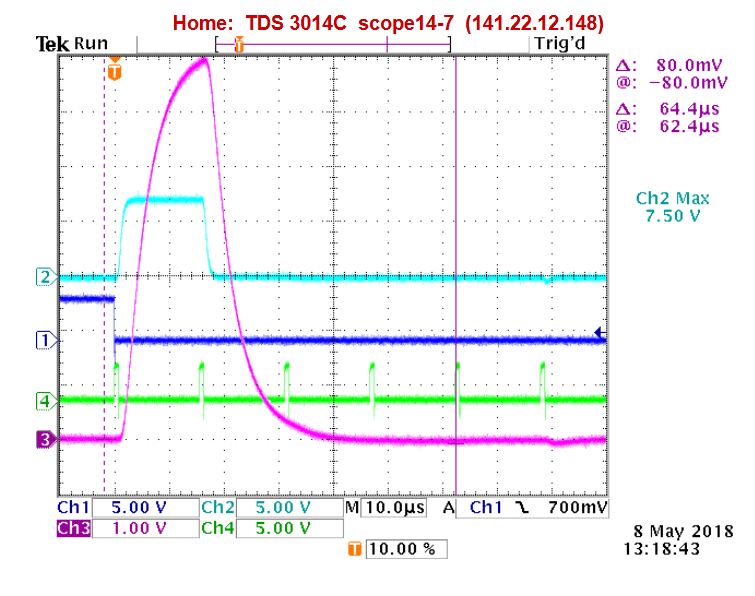 Home: TDS 3014C scope14-7 (141.22.12.148)
Tek Run
Trig'd
T
T
Δ: 80.0mV
@: −80.0mV
Δ: 64.4µs
@: 62.4µs
Ch2 Max
7.50 V
2
1
4
3
Ch1 5.00 V Ch2 5.00 V M 10.0µs A Ch1 700mV
Ch3 1.00 V Ch4 5.00 V
T 10.00 %
8 May 2018
13:18:43